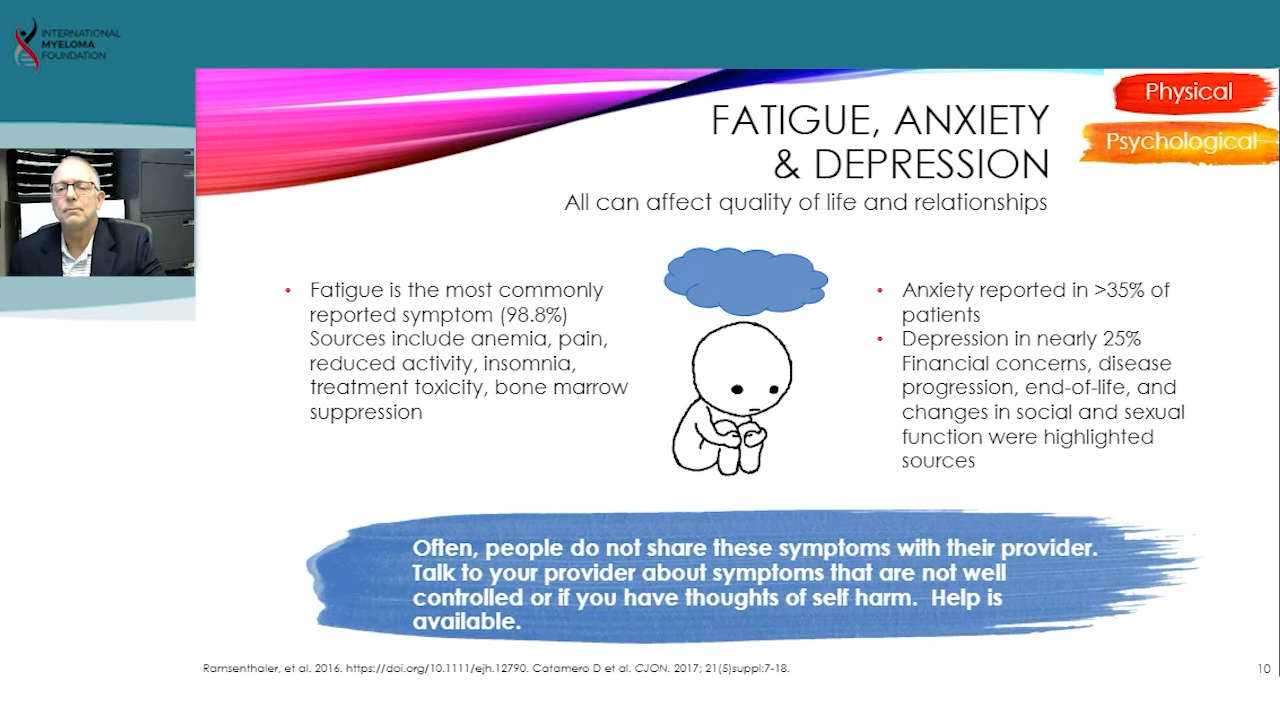 INTERNATIONAL
MYELOMA
FOUNDATION
Physical
Psychological
FATIGUE, ANXIETY
& DEPRESSION
All can affect quality of life and relationships
• Fatigue is the most commonly
reported symptom (98.8%)
Sources include anemia, pain,
reduced activity, insomnia,
treatment toxicity, bone marrow
suppression
• Anxiety reported in >35% of
patients
• Depression in nearly 25%
Financial concerns, disease
progression, end-of-life, and
changes in social and sexual
function were highlighted
sources
Often, people do not share these symptoms with their provider.
Talk to your provider about symptoms that are not well
controlled or if you have thoughts of self harm.  Help is
available.
Ramsenthaler, et al. 2016. https://doi.org/10.1111/ejh.12790. Catamero D et al. CJON. 2017; 21(5)suppl:7-18.
10